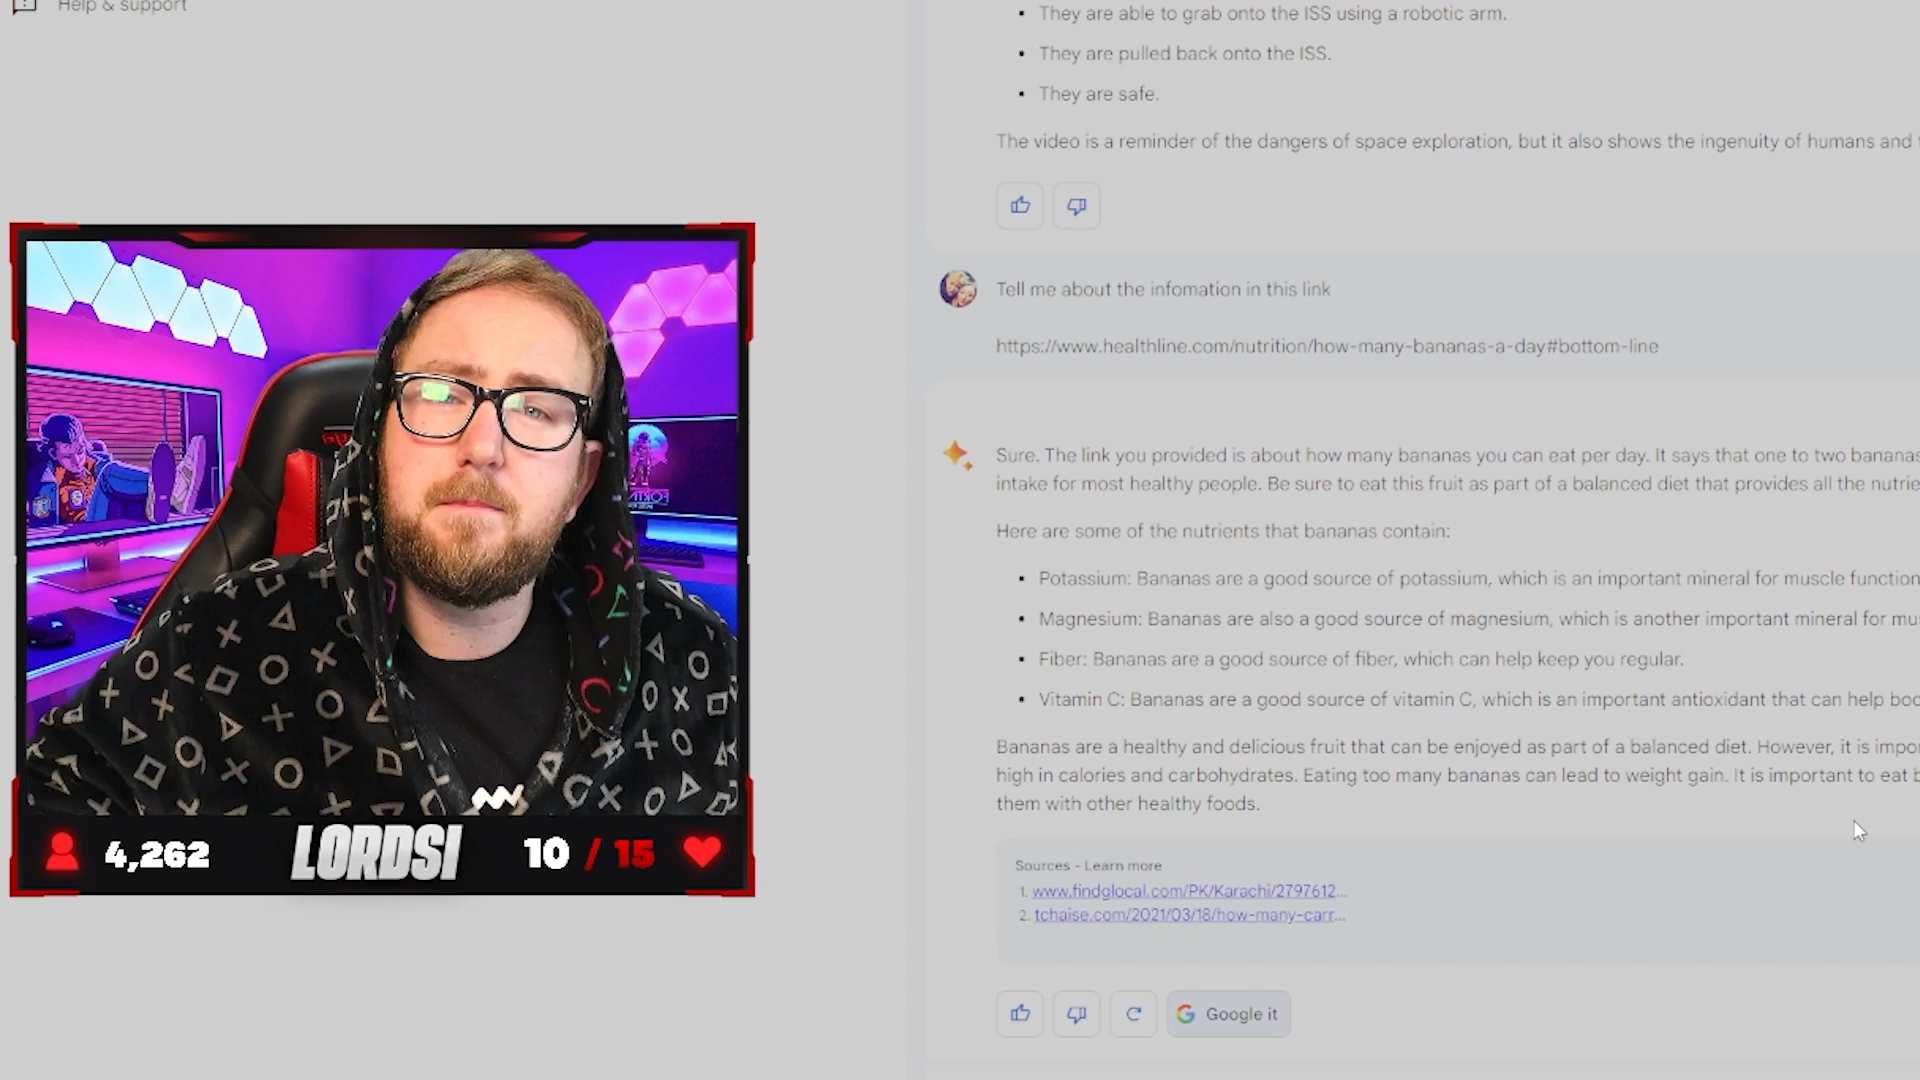 Help & support
They are able to grab onto the ISS using a robotic arm.
They are pulled back onto the ISS.
They are safe.
The video is a reminder of the dangers of space exploration, but it also shows the ingenuity of humans and
Tell me about the infomation in this link
https://www.healthline.com/nutrition/how-many-bananas-a-day#bottom-line
Sure. The link you provided is about how many bananas you can eat per day. It says that one to two bananas
intake for most healthy people. Be sure to eat this fruit as part of a balanced diet that provides all the nutrie
Here are some of the nutrients that bananas contain:
Potassium: Bananas are a good source of potassium, which is an important mineral for muscle function
Magnesium: Bananas are also a good source of magnesium, which is another important mineral for mu
Fiber: Bananas are a good source of fiber, which can help keep you regular.
Vitamin C: Bananas are a good source of vitamin C, which is an important antioxidant that can help boo
Bananas are a healthy and delicious fruit that can be enjoyed as part of a balanced diet. However, it is impor
high in calories and carbohydrates. Eating too many bananas can lead to weight gain. It is important to eat b
them with other healthy foods.
Sources - Learn more
1. www.findglocal.com/PK/Karachi/2797612...
2. tchaise.com/2021/03/18/how-many-carr...
Google it
4,262
LORDSI
10 / 15